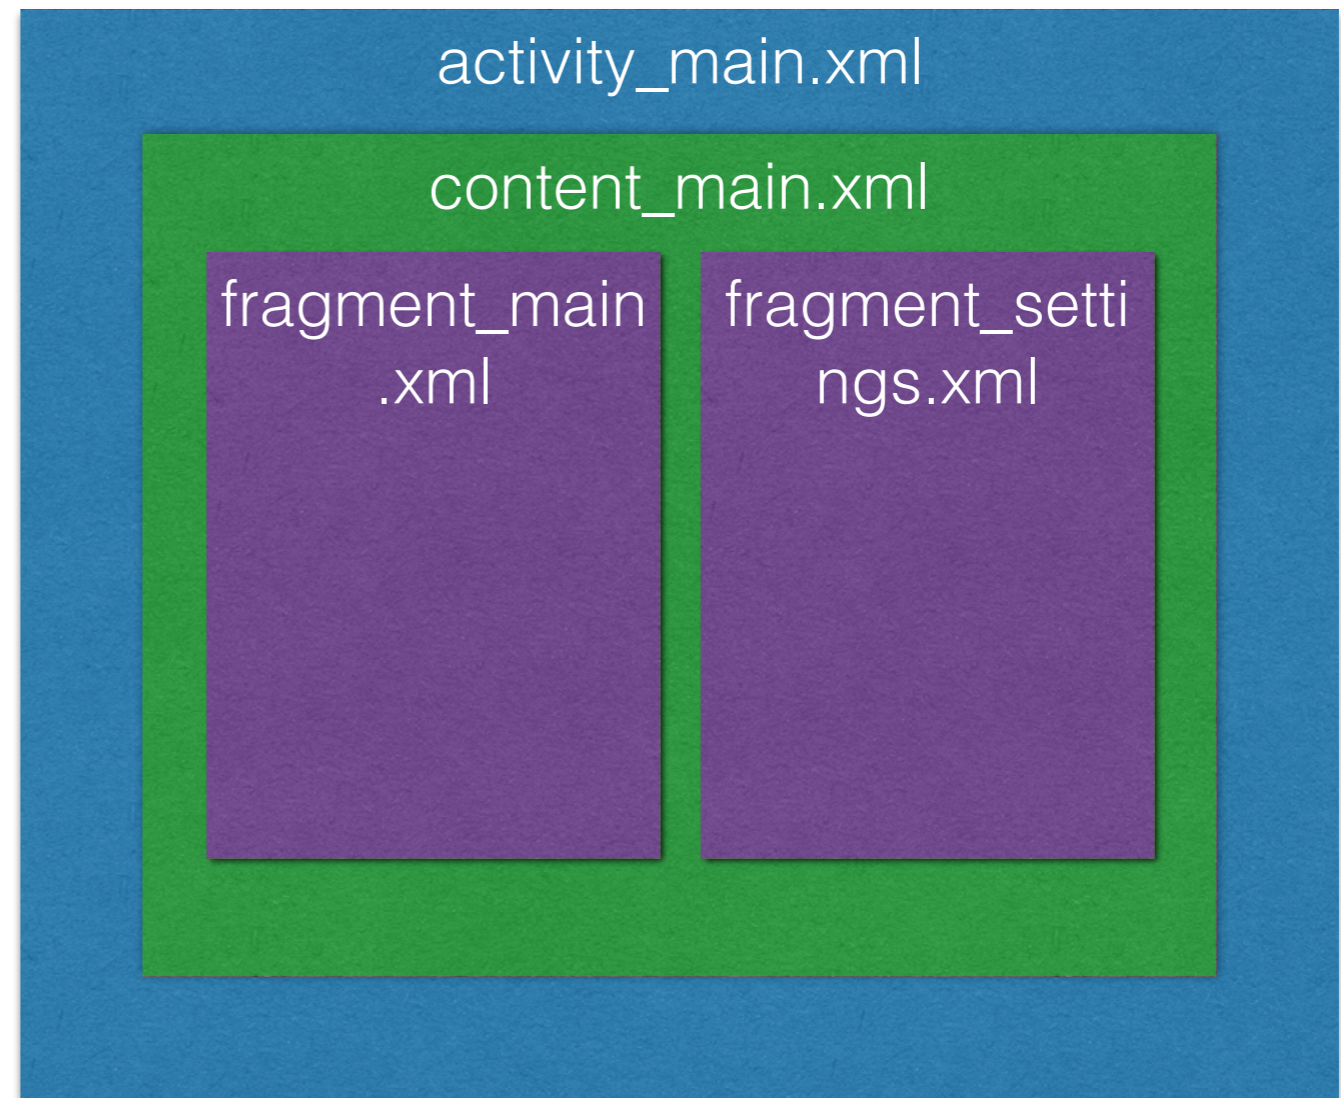 activity_main.xml
content_main.xml
fragment_main
.xml
fragment_setti
ngs.xml